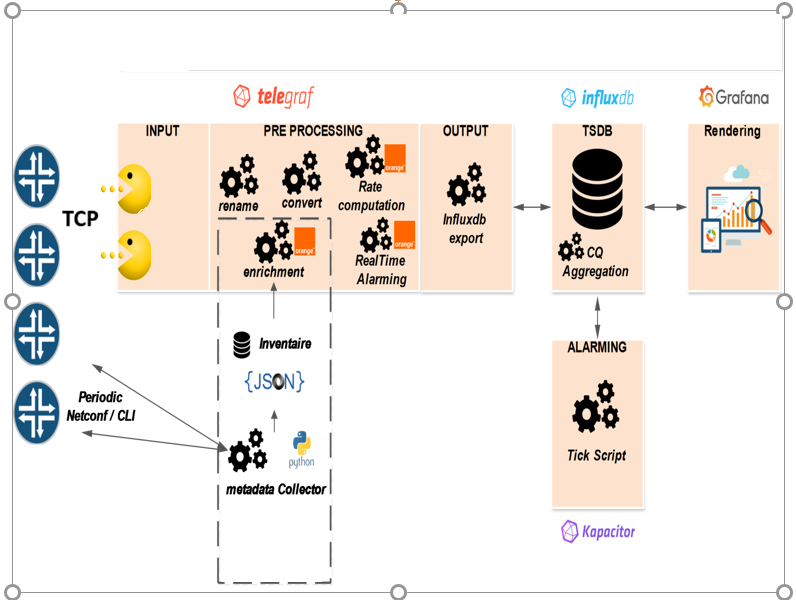 telegraf
influxdb
Grafana
INPUT
PRE PROCESSING
OUTPUT
TSDB
Rendering
TCP
rename
convert
orange
Rate
computation
Influxdb
export
orange
enrichment
orange
RealTime
Alarming
CQ
Aggregation
Inventaire
{JSON}
Periodic
Netconf / CLI
python
metadata Collector
ALARMING
Tick Script
Kapacitor